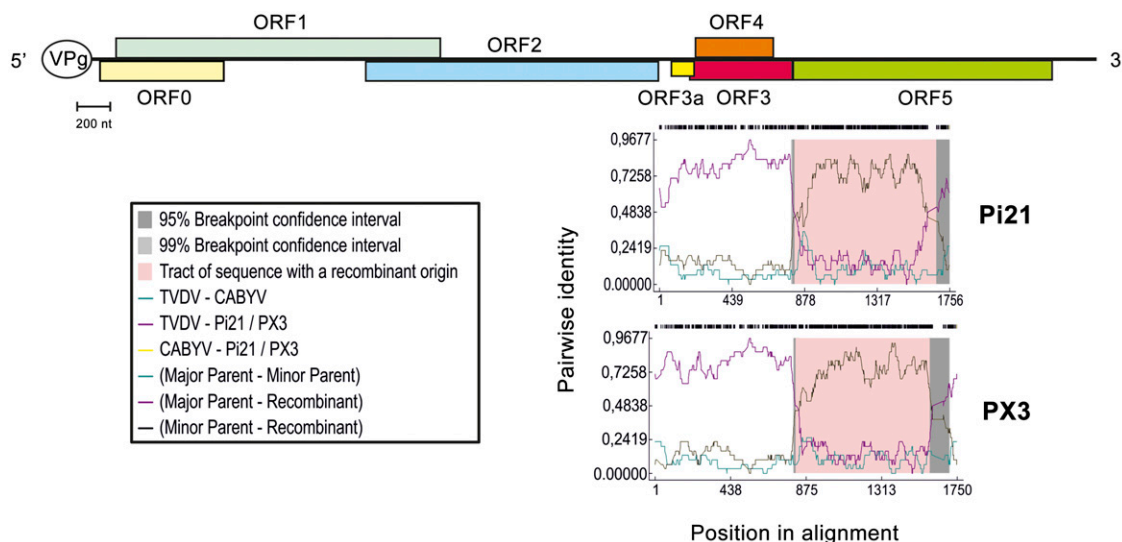 ORF1
ORF4
5’
VPg
ORF2
3
ORF0
ORF3a
ORF3
ORF5
200 nt
0,9677
0,7258
0,4838
0,2419
0.00000
1
439
878
1317
1756
Pi21
95% Breakpoint confidence interval
99% Breakpoint confidence interval
Tract of sequence with a recombinant origin
TVDV - CABYV
TVDV - Pi21 / PX3
CABYV - Pi21 / PX3
(Major Parent - Minor Parent)
(Major Parent - Recombinant)
(Minor Parent - Recombinant)
Pairwise identity
0,9677
0,7258
0,4838
0,2419
0.00000
1
438
875
1313
1750
PX3
Position in alignment